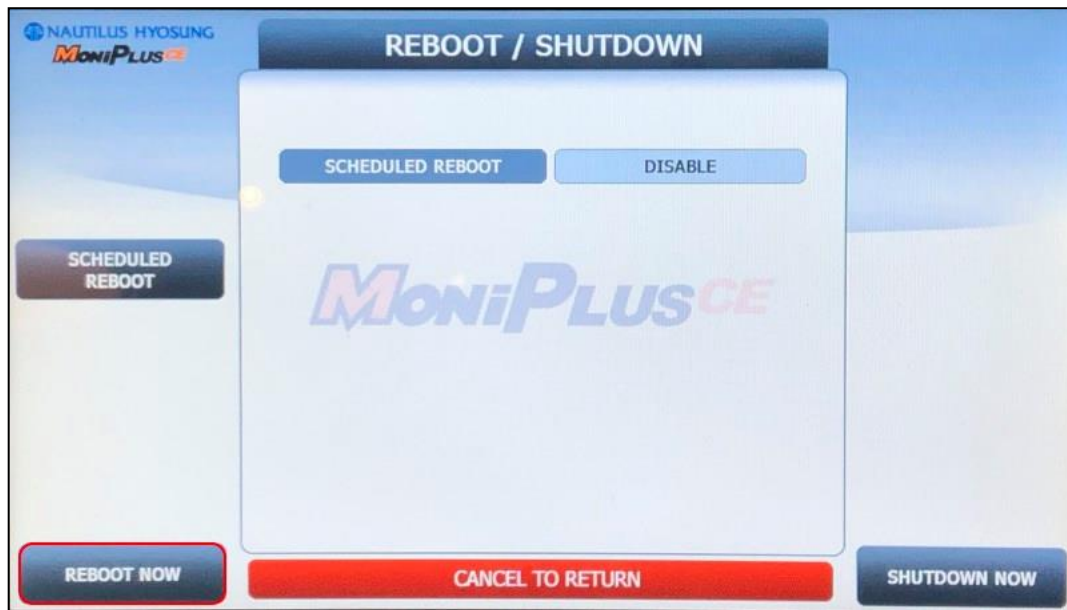 NAUTILUS HYOSUNG
MONIPLUS CE
REBOOT / SHUTDOWN
SCHEDULED REBOOT
DISABLE
SCHEDULED
REBOOT
MONIPLUS CE
REBOOT NOW
CANCEL TO RETURN
SHUTDOWN NOW